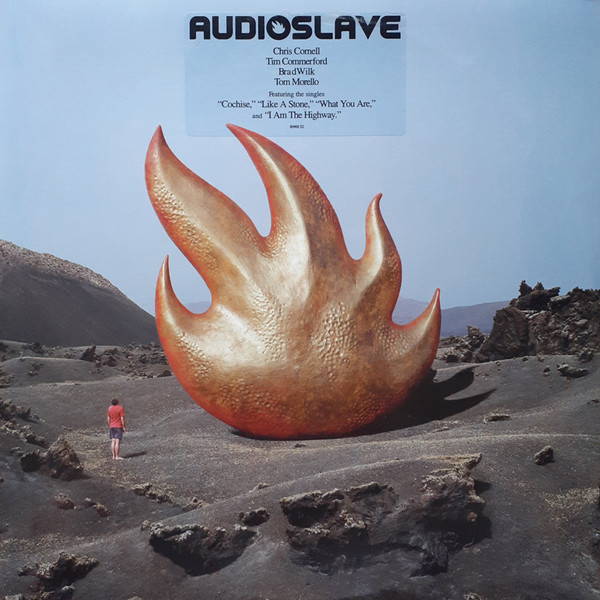 AUDIOSLAVE
Chris Cornell
Tim Commerford
Brad Wilk
Tom Morello
Featuring the singles
“Cochise,” “Like A Stone,” “What You Are,”
and “I Am The Highway.”